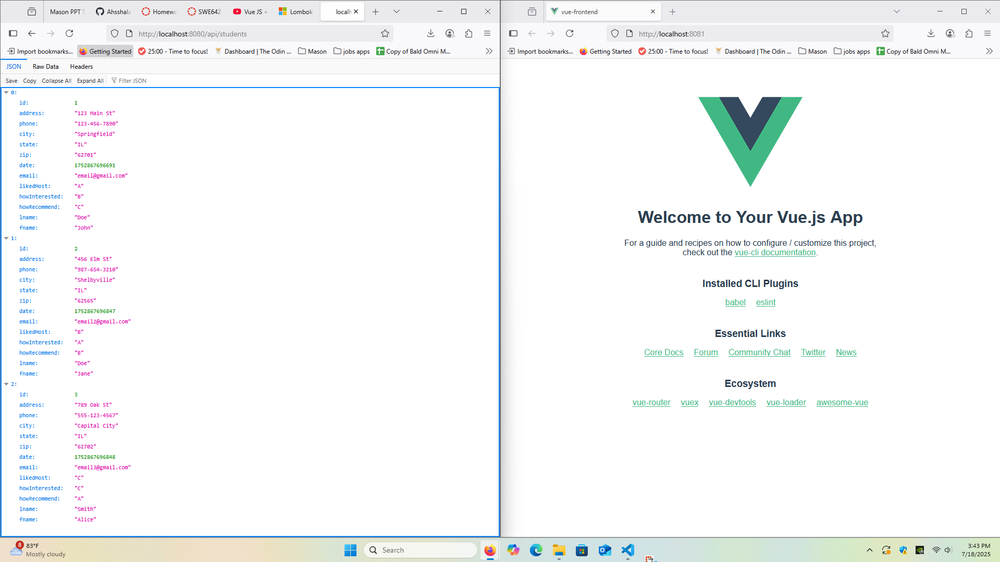 Mason PPT T
Ahsshala
Homewo
SWE642-
Vue JS +
Lombok
localh
http://localhost:8080/api/students
Import bookmarks...
Getting Started
25:00 - Time to focus!
Dashboard | The Odin ...
Mason
jobs apps
Copy of Bald Omni M...
JSON
Raw Data
Headers
Save
Copy
Collapse All
Expand All
Filter JSON
0:
id: 1
address: "123 Main St"
phone: "123-456-7890"
city: "Springfield"
state: "IL"
zip: "62701"
date: 1752867696691
email: "email@gmail.com"
likedMost: "A"
howInterested: "B"
howRecommend: "C"
lname: "Doe"
fname: "John"
1:
id: 2
address: "456 Elm St"
phone: "987-654-3210"
city: "Shelbyville"
state: "IL"
zip: "62565"
date: 1752867696847
email: "email2@gmail.com"
likedMost: "B"
howInterested: "A"
howRecommend: "B"
lname: "Doe"
fname: "Jane"
2:
id: 3
address: "789 Oak St"
phone: "555-123-4567"
city: "Capital City"
state: "IL"
zip: "62702"
date: 1752867696848
email: "email3@gmail.com"
likedMost: "C"
howInterested: "C"
howRecommend: "A"
lname: "Smith"
fname: "Alice"
vue-frontend
http://localhost:8081
Import bookmarks...
Getting Started
25:00 - Time to focus!
Dashboard | The Odin ...
Mason
jobs apps
Copy of Bald Omni M...
Welcome to Your Vue.js App
For a guide and recipes on how to configure / customize this project,
check out the vue-cli documentation.
Installed CLI Plugins
babel eslint
Essential Links
Core Docs Forum Community Chat Twitter News
Ecosystem
vue-router vuex vue-devtools vue-loader awesome-vue
8
83°F
Mostly cloudy
Search
3:43 PM
7/18/2025